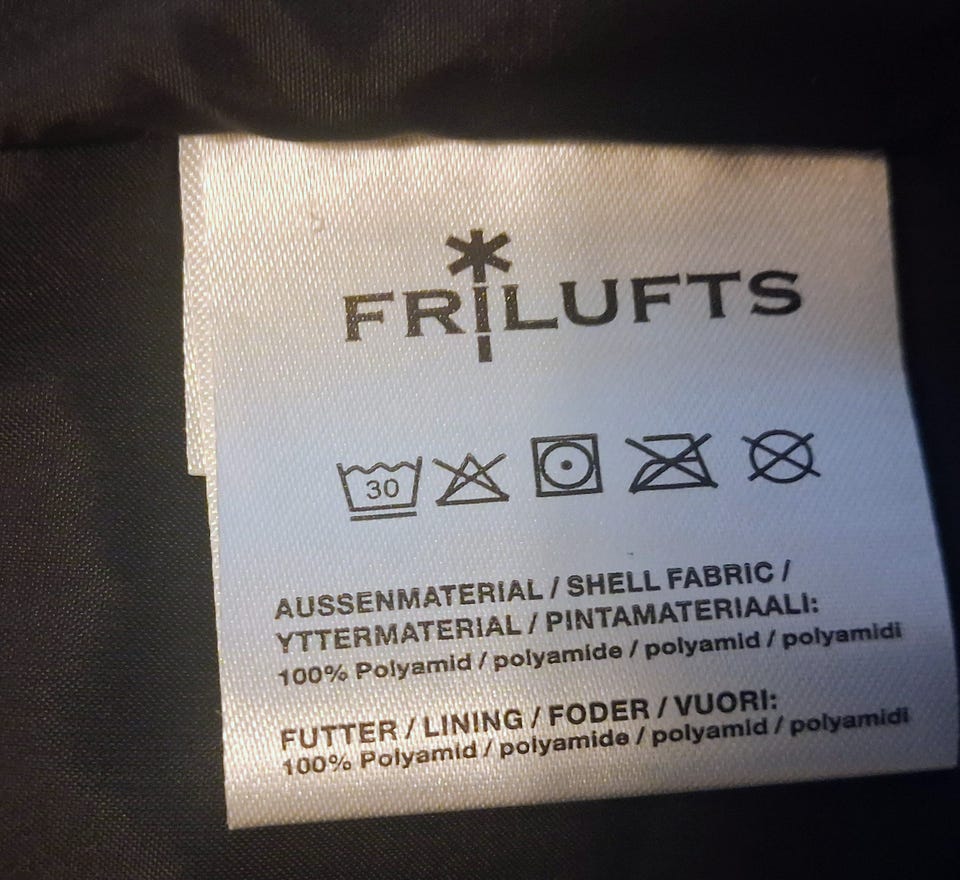 FRILUFTS
30
AUSSENMATERIAL / SHELL FABRIC /
YTTERMATERIAL / PINTAMATERIAALI:
100% Polyamid / polyamide / polyamid / polyamidi
FUTTER / LINING / FODER / VUORI:
100% Polyamid / polyamide / polyamid / polyamidi